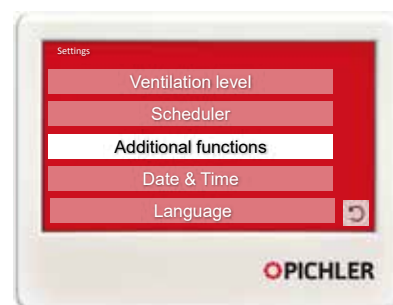 Settings
Ventilation level
Scheduler
Additional functions
Date & Time
Language
PICHLER